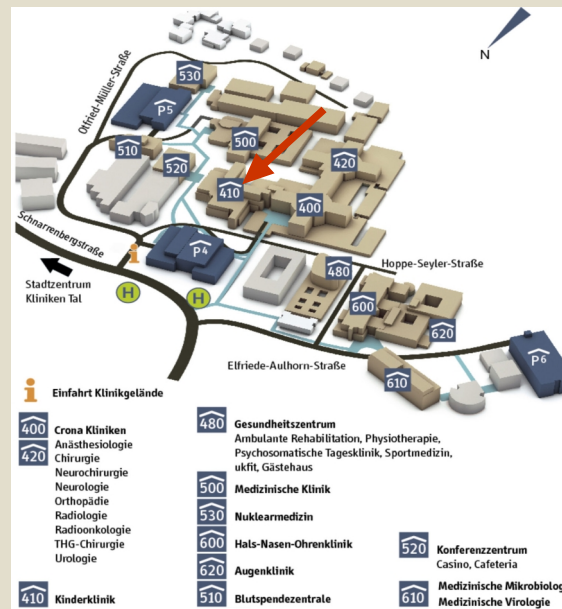 N
530
P5
Otfried-Müller-Straße
510
500
520
420
410
400
Schnarrenbergstraße
P4
480
Hoppe-Seyler-Straße
Stadtzentrum
Kliniken Tal
H
H
600
620
P6
Elfriede-Aulhorn-Straße
610
i Einfahrt Klinikgelände
400 Crona Kliniken
420 Anästhesiologie
Chirurgie
Neurochirurgie
Neurologie
Orthopädie
Radiologie
Radioonkologie
THG-Chirurgie
Urologie
410 Kinderklinik
480 Gesundheitszentrum
Ambulante Rehabilitation, Physiotherapie,
Psychosomatische Tagesklinik, Sportmedizin,
ukfit, Gästehaus
500 Medizinische Klinik
530 Nuklearmedizin
600 Hals-Nasen-Ohrenklinik
620 Augenklinik
510 Blutspendezentrale
520 Konferenzzentrum
Casino, Cafeteria
610 Medizinische Mikrobiolog
Medizinische Virologie